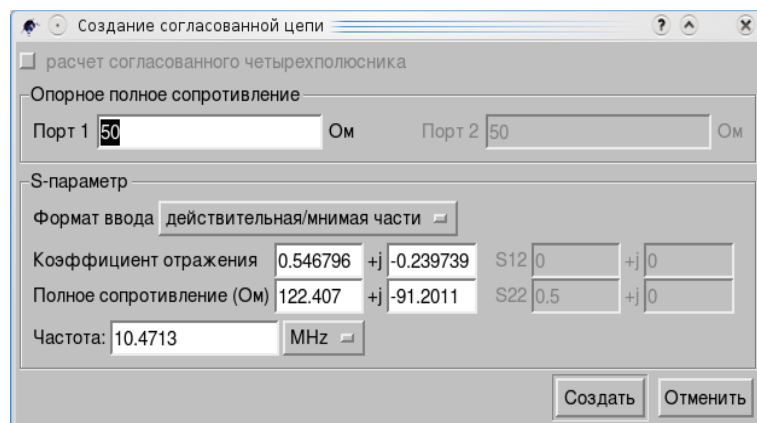 Создание согласованной цепи
расчет согласованного четырехполюсника
Опорное полное сопротивление
Порт 1 50 Ом Порт 2 50 Ом
S-параметр
Формат ввода действительная/мнимая части
Коэффициент отражения 0.546796 +j -0.239739 S12 0 +j 0
Полное сопротивление (Ом) 122.407 +j -91.2011 S22 0.5 +j 0
Частота: 10.4713 MHz
Создать Отменить